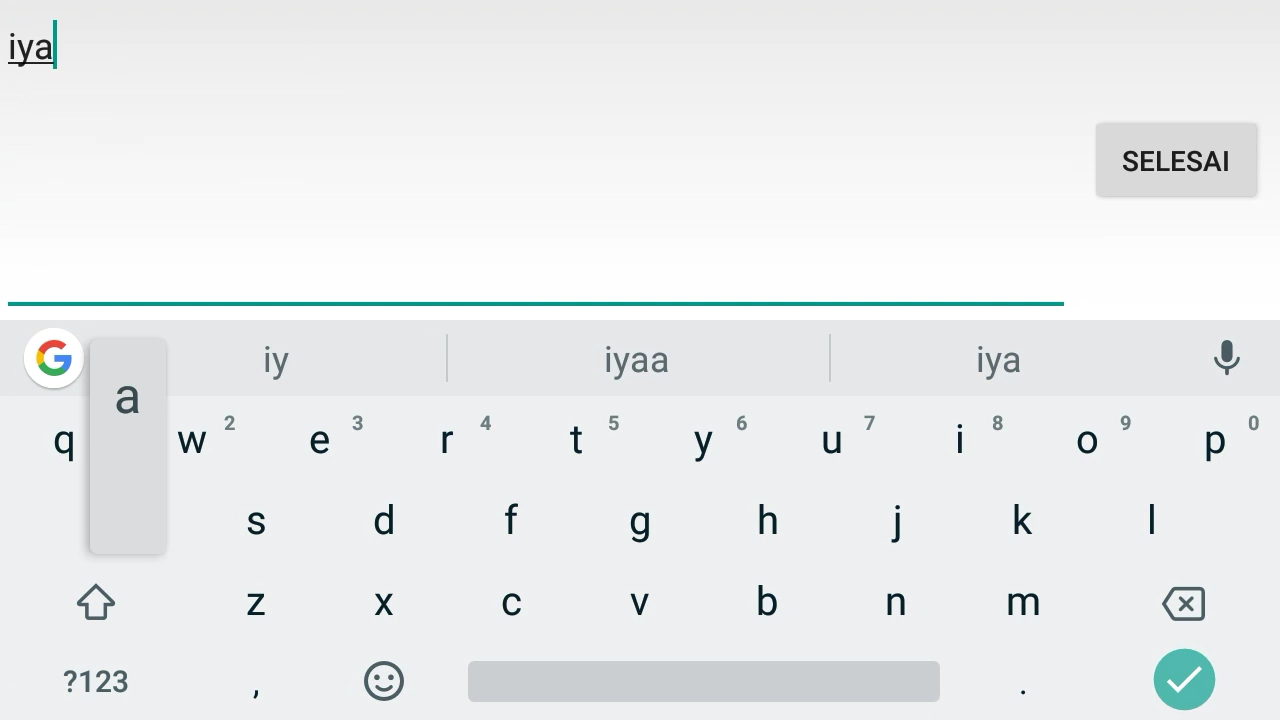 iya
SELESAI
iy iyaa iya
a
q w 2 e 3 r 4 t 5 y 6 u 7 i 8 o 9 p 0
s d f g h j k l
z x c v b n m
?123 , .